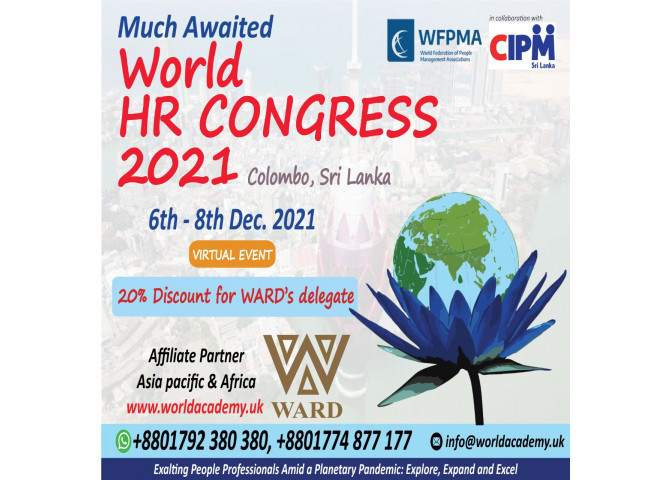 Much Awaited
World
HR CONGRESS
2021 Colombo, Sri Lanka
WFPMA
World Federation of People
Management Associations
in collaboration with
CIPM
Sri Lanka
6th - 8th Dec. 2021
VIRTUAL EVENT
20% Discount for WARD's delegate
Affiliate Partner
Asia pacific & Africa
www.worldacademy.uk
WARD
+8801792 380 380, +8801774 877 177
info@worldacademy.uk
Exalting People Professionals Amid a Planetary Pandemic: Explore, Expand and Excel